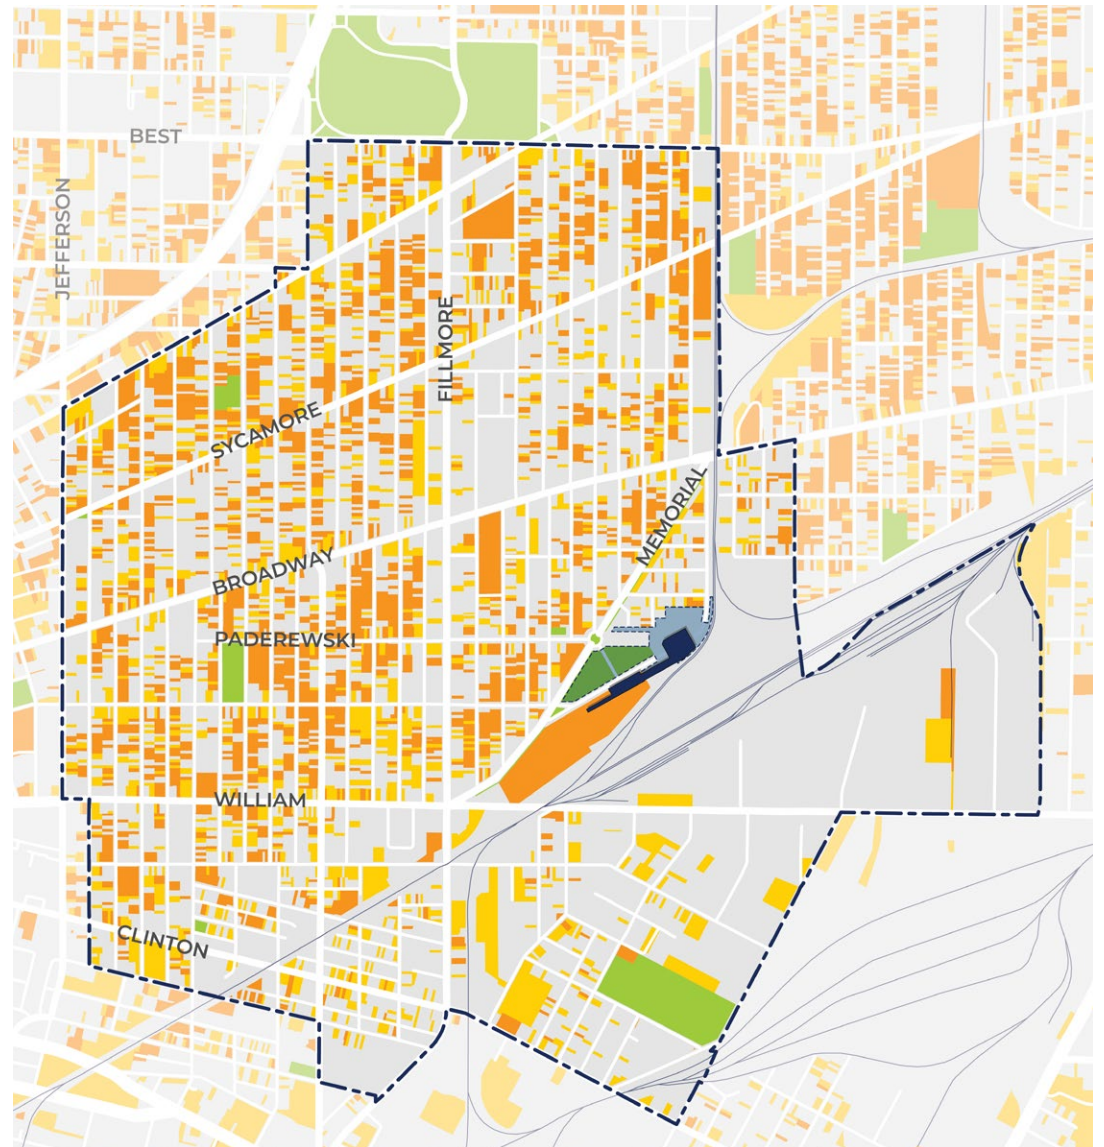 BEST
JEFFERSON
FILLMORE
SYCAMORE
MEMORIAL
BROADWAY
PADEREWSKI
WILLIAM
CLINTON